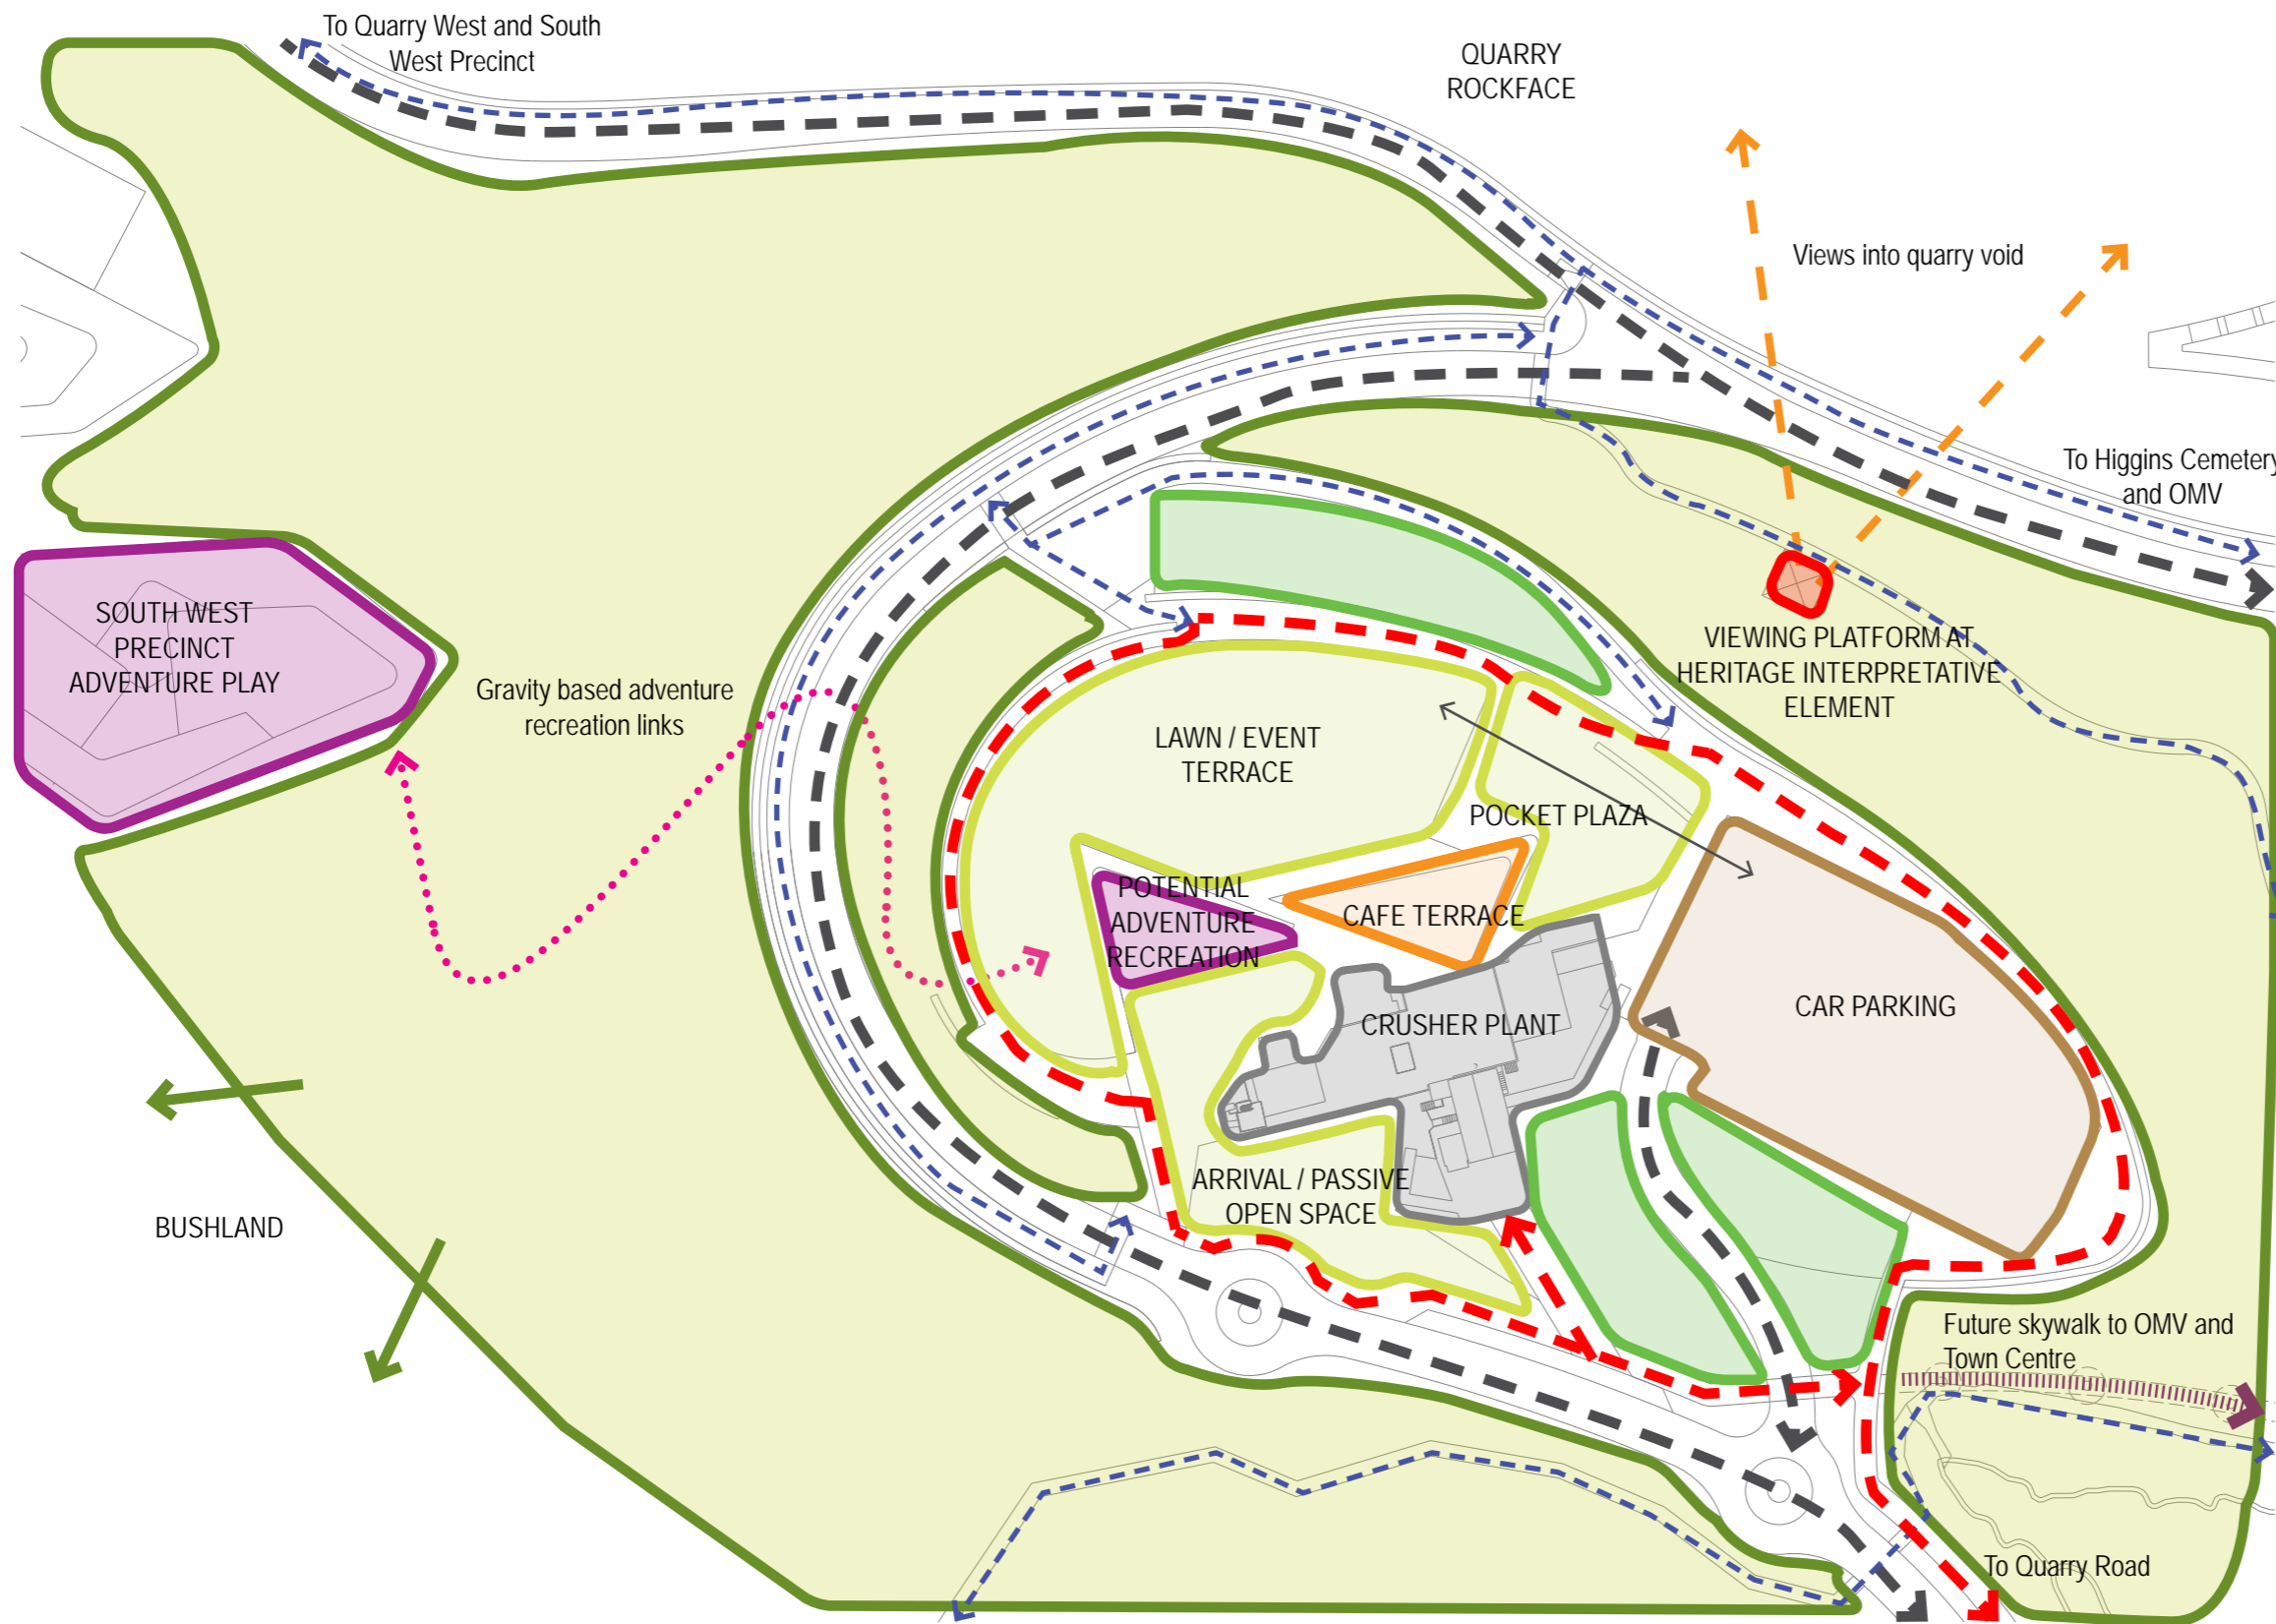 To Quarry West and South
West Precinct
QUARRY
ROCKFACE
Views into quarry void
To Higgins Cemetery
and OMV
SOUTH WEST
PRECINCT
ADVENTURE PLAY
Gravity based adventure
recreation links
VIEWING PLATFORM AT
HERITAGE INTERPRETATIVE
ELEMENT
LAWN / EVENT
TERRACE
POCKET PLAZA
POTENTIAL
ADVENTURE
RECREATION
CAFE TERRACE
CAR PARKING
CRUSHER PLANT
ARRIVAL / PASSIVE
OPEN SPACE
BUSHLAND
Future skywalk to OMV and
Town Centre
To Quarry Road